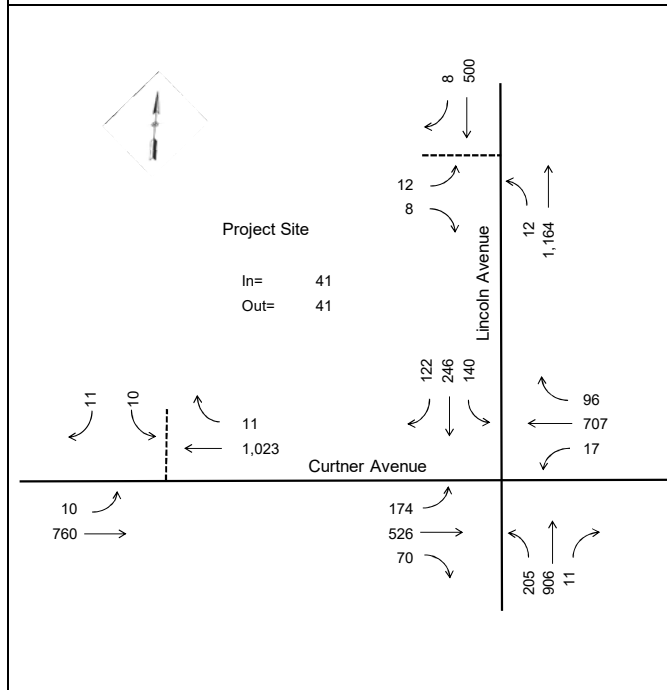 8 500
12
8
12 1,164
Project Site
In= 41
Out= 41
Lincoln Avenue
122 246 140
96
707
17
11 10
11
1,023
Curtner Avenue
10
760
174
526
70
205 906 11